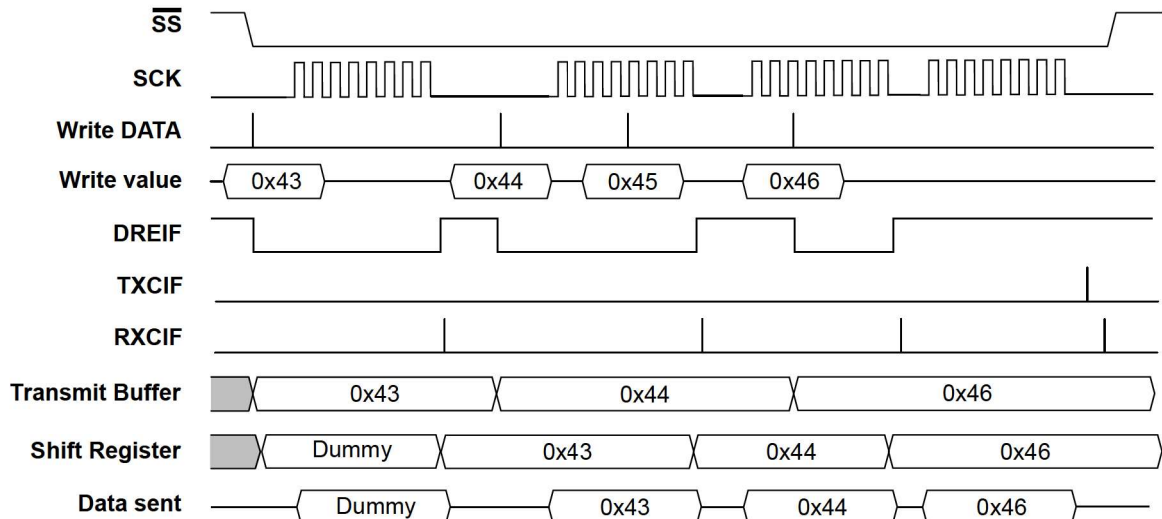 SS
SCK
Write DATA
Write value 0x43 0x44 0x45 0x46
DREIF
TXCIF
RXCIF
Transmit Buffer 0x43 0x44 0x46
Shift Register Dummy 0x43 0x44 0x46
Data sent Dummy 0x43 0x44 0x46